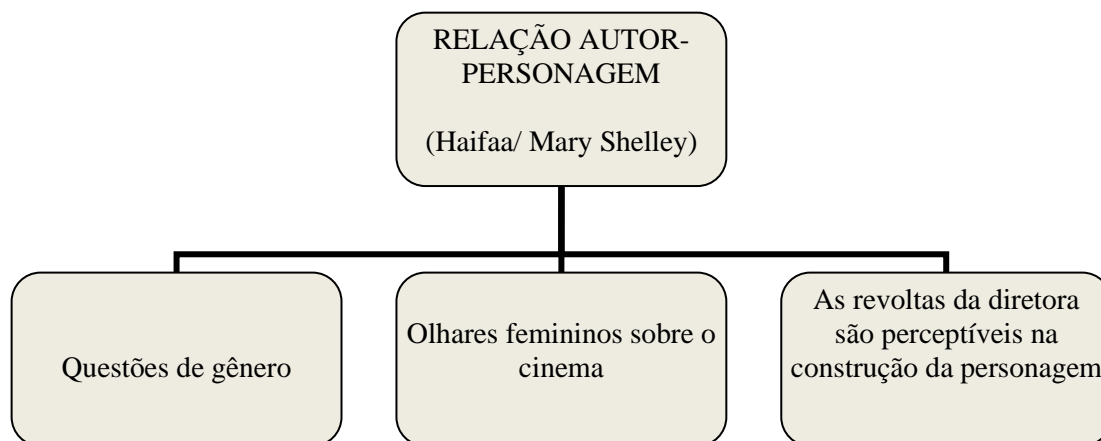 RELAÇÃO AUTOR-
PERSONAGEM
(Haifaa/ Mary Shelley)
Questões de gênero
Olhares femininos sobre o
cinema
As revoltas da diretora
são perceptíveis na
construção da personagem